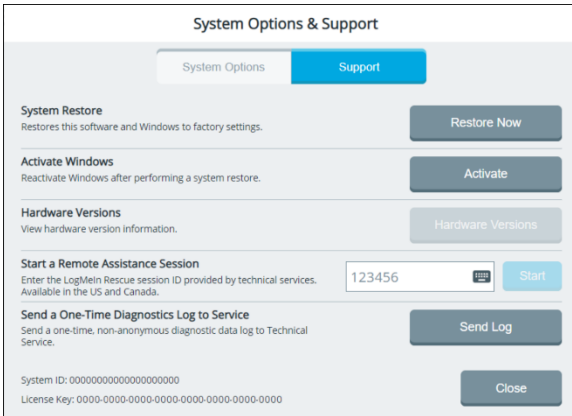 System Options & Support
System Options
Support
System Restore
Restores this software and Windows to factory settings.
Restore Now
Activate Windows
Reactivate Windows after performing a system restore.
Activate
Hardware Versions
View hardware version information.
Hardware Versions
Start a Remote Assistance Session
Enter the LogMeIn Rescue session ID provided by technical services.
Available in the US and Canada.
123456
Start
Send a One-Time Diagnostics Log to Service
Send a one-time, non-anonymous diagnostic data log to Technical
Service.
Send Log
System ID: 00000000000000000000
License Key: 0000-0000-0000-0000-0000-0000-0000-0000
Close